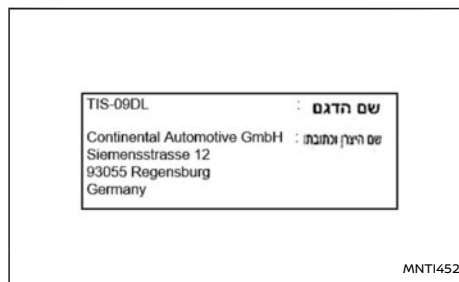 שם הדגם : TIS-09DL
שם היצרן וכתובתו : Continental Automotive GmbH
Siemensstrasse 12
93055 Regensburg
Germany
MNTI452